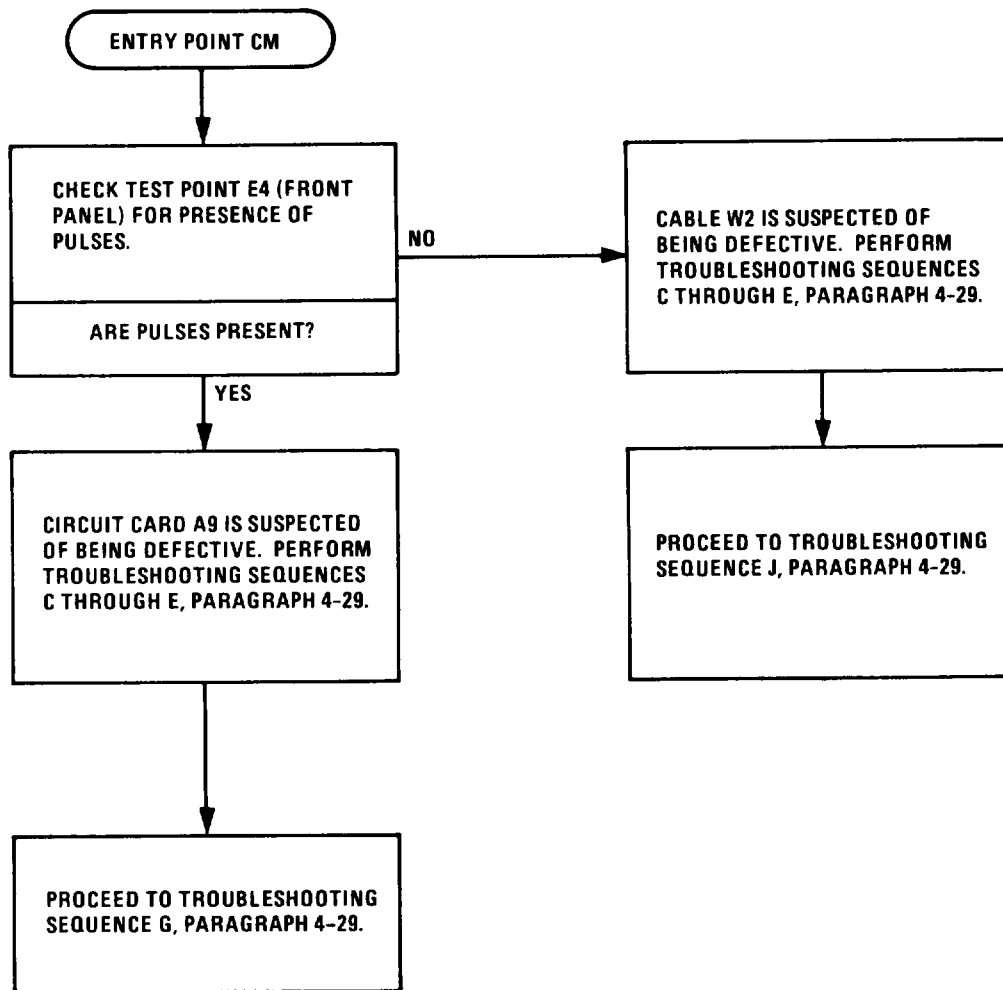 ENTRY POINT CM
CHECK TEST POINT E4 (FRONT
PANEL) FOR PRESENCE OF
PULSES.
ARE PULSES PRESENT?
NO
YES
CABLE W2 IS SUSPECTED OF
BEING DEFECTIVE. PERFORM
TROUBLESHOOTING SEQUENCES
C THROUGH E, PARAGRAPH 4-29.
PROCEED TO TROUBLESHOOTING
SEQUENCE J, PARAGRAPH 4-29.
CIRCUIT CARD A9 IS SUSPECTED
OF BEING DEFECTIVE. PERFORM
TROUBLESHOOTING SEQUENCES
C THROUGH E, PARAGRAPH 4-29.
PROCEED TO TROUBLESHOOTING
SEQUENCE G, PARAGRAPH 4-29.